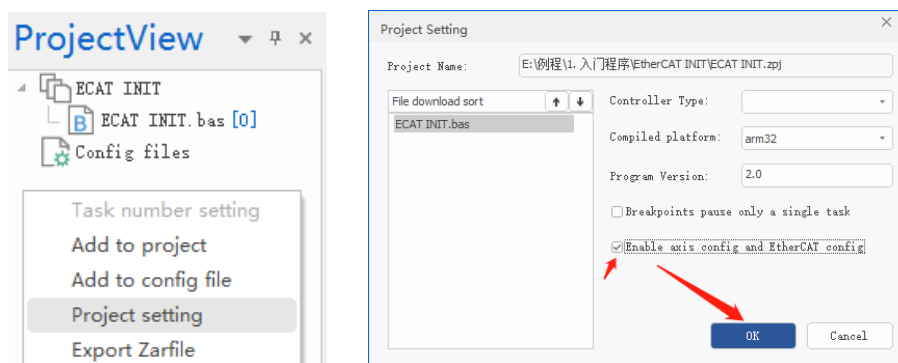 ProjectView
ECAT INIT
ECAT INIT.bas [0]
Config files
Task number setting
Add to project
Add to config file
Project setting
Export Zarfile
Project Setting
Project Name: E:\例程\1. 入门程序\EtherCAT INIT\ECAT INIT.zpj
File download sort
ECAT INIT.bas
Controller Type:
Compiled platform: arm32
Program Version: 2.0
Breakpoints pause only a single task
Enable axis config and EtherCAT config
OK Cancel